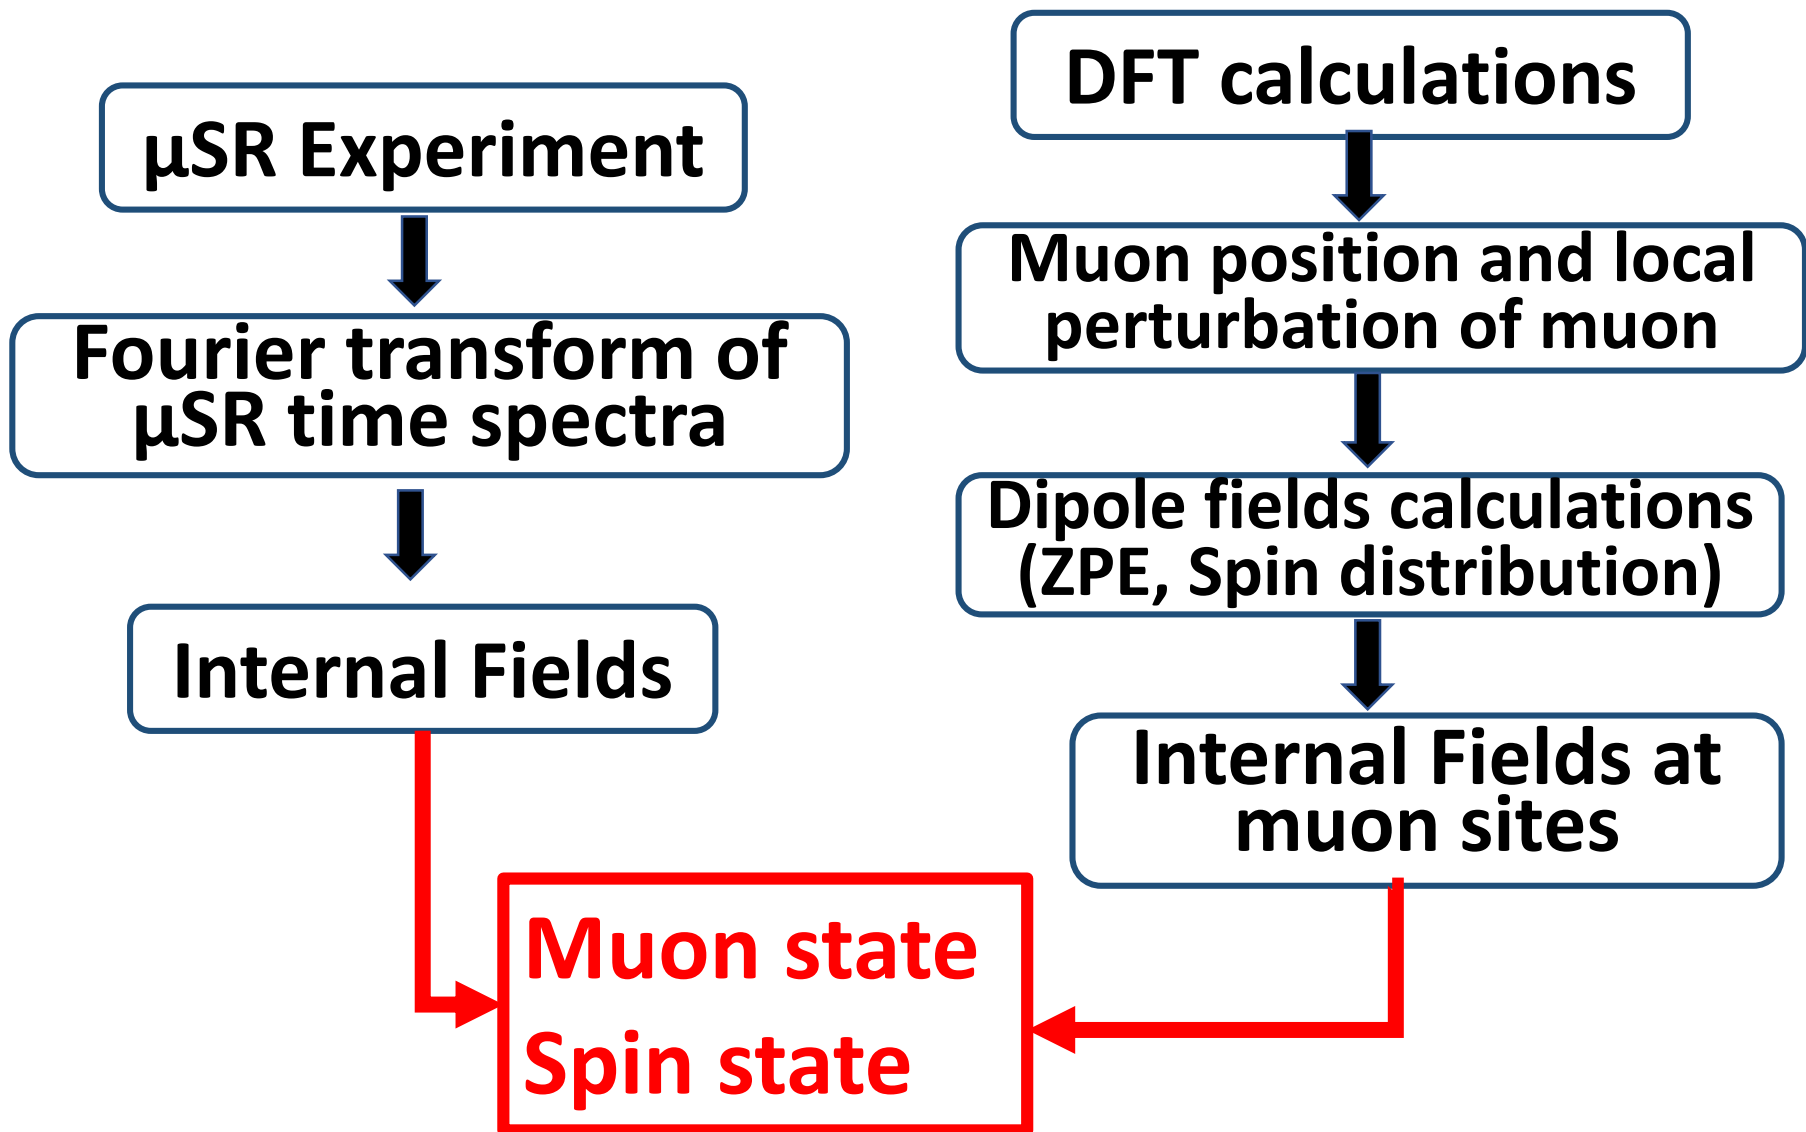 µSR Experiment
Fourier transform of
µSR time spectra
Internal Fields
DFT calculations
Muon position and local
perturbation of muon
Dipole fields calculations
(ZPE, Spin distribution)
Internal Fields at
muon sites
Muon state
Spin state